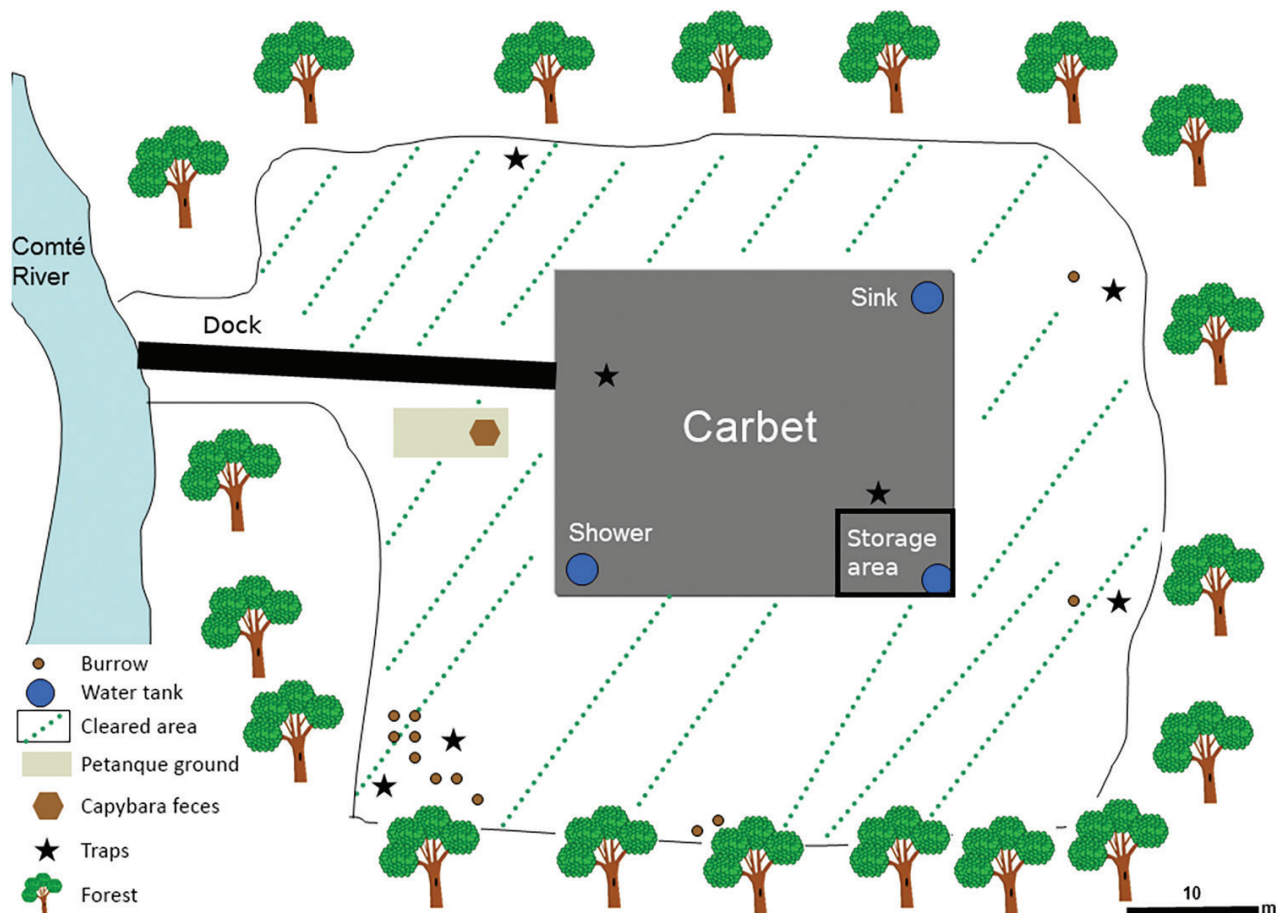 Comté
River
Dock
Sink
Carbet
Shower
Storage
area
Burrow
Water tank
Cleared area
Petanque ground
Capybara feces
Traps
Forest
10
m